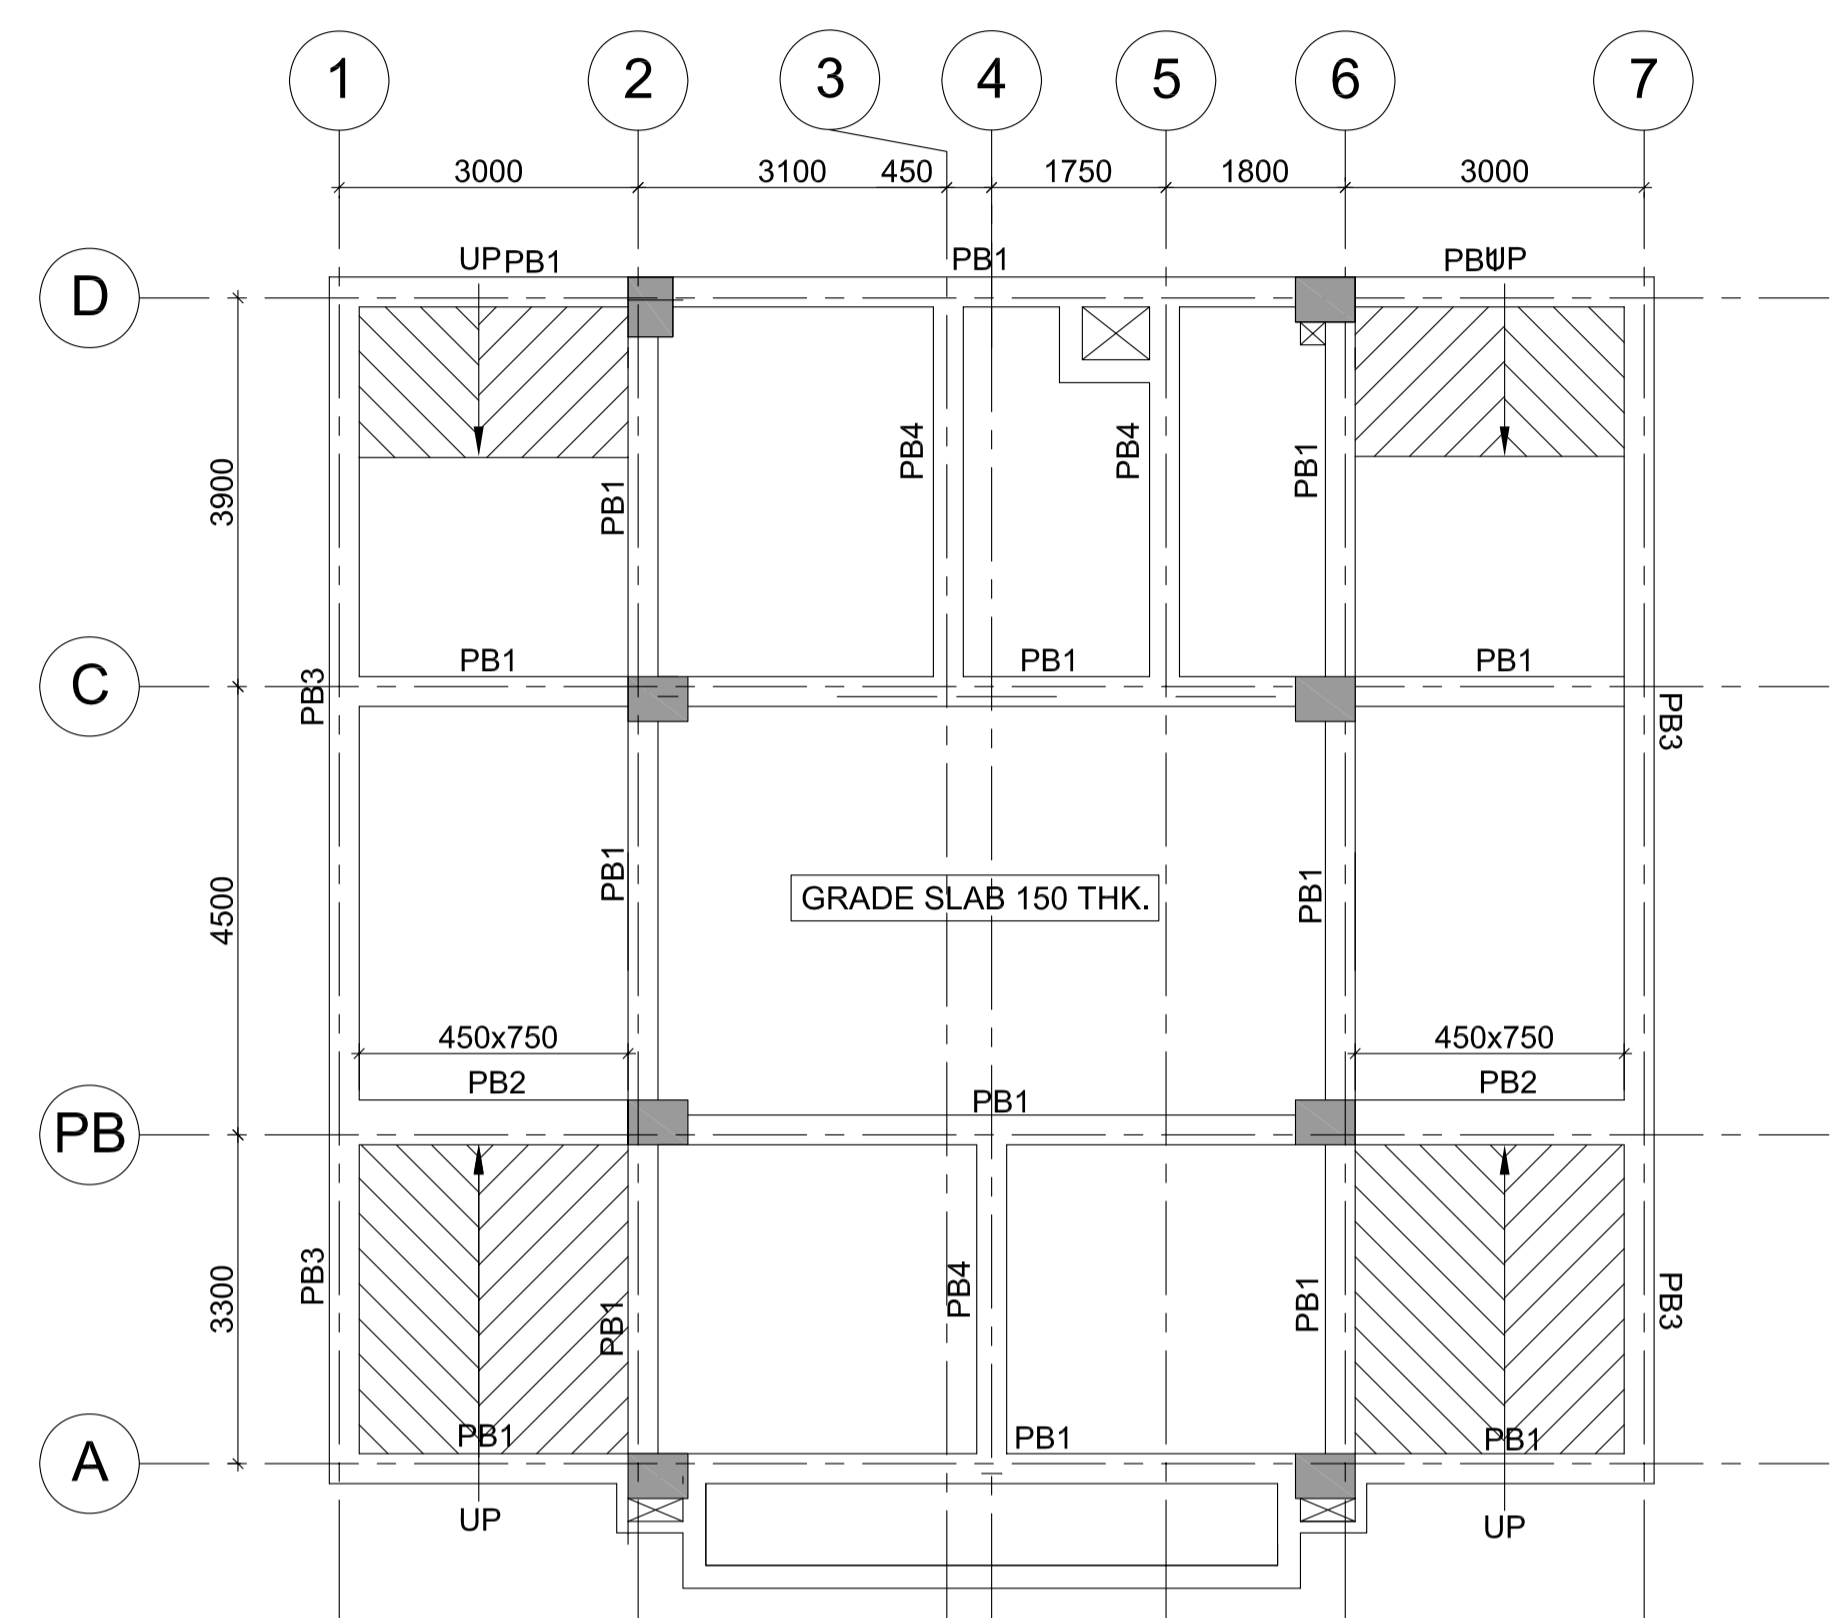 1 2 3 4 5 6 7
3000 3100 450 1750 1800 3000
UP PB1 PB1 PB1 UP
D
PB4 PB4 PB1
3900 PB1
PB1 PB1 PB1
C
PB3 PB3
PB1 GRADE SLAB 150 THK. PB1
4500
450x750 450x750
PB2 PB1 PB2
PB
PB3 PB1 PB4 PB1 PB3
3300
PB1 PB1 PB1
A
UP UP